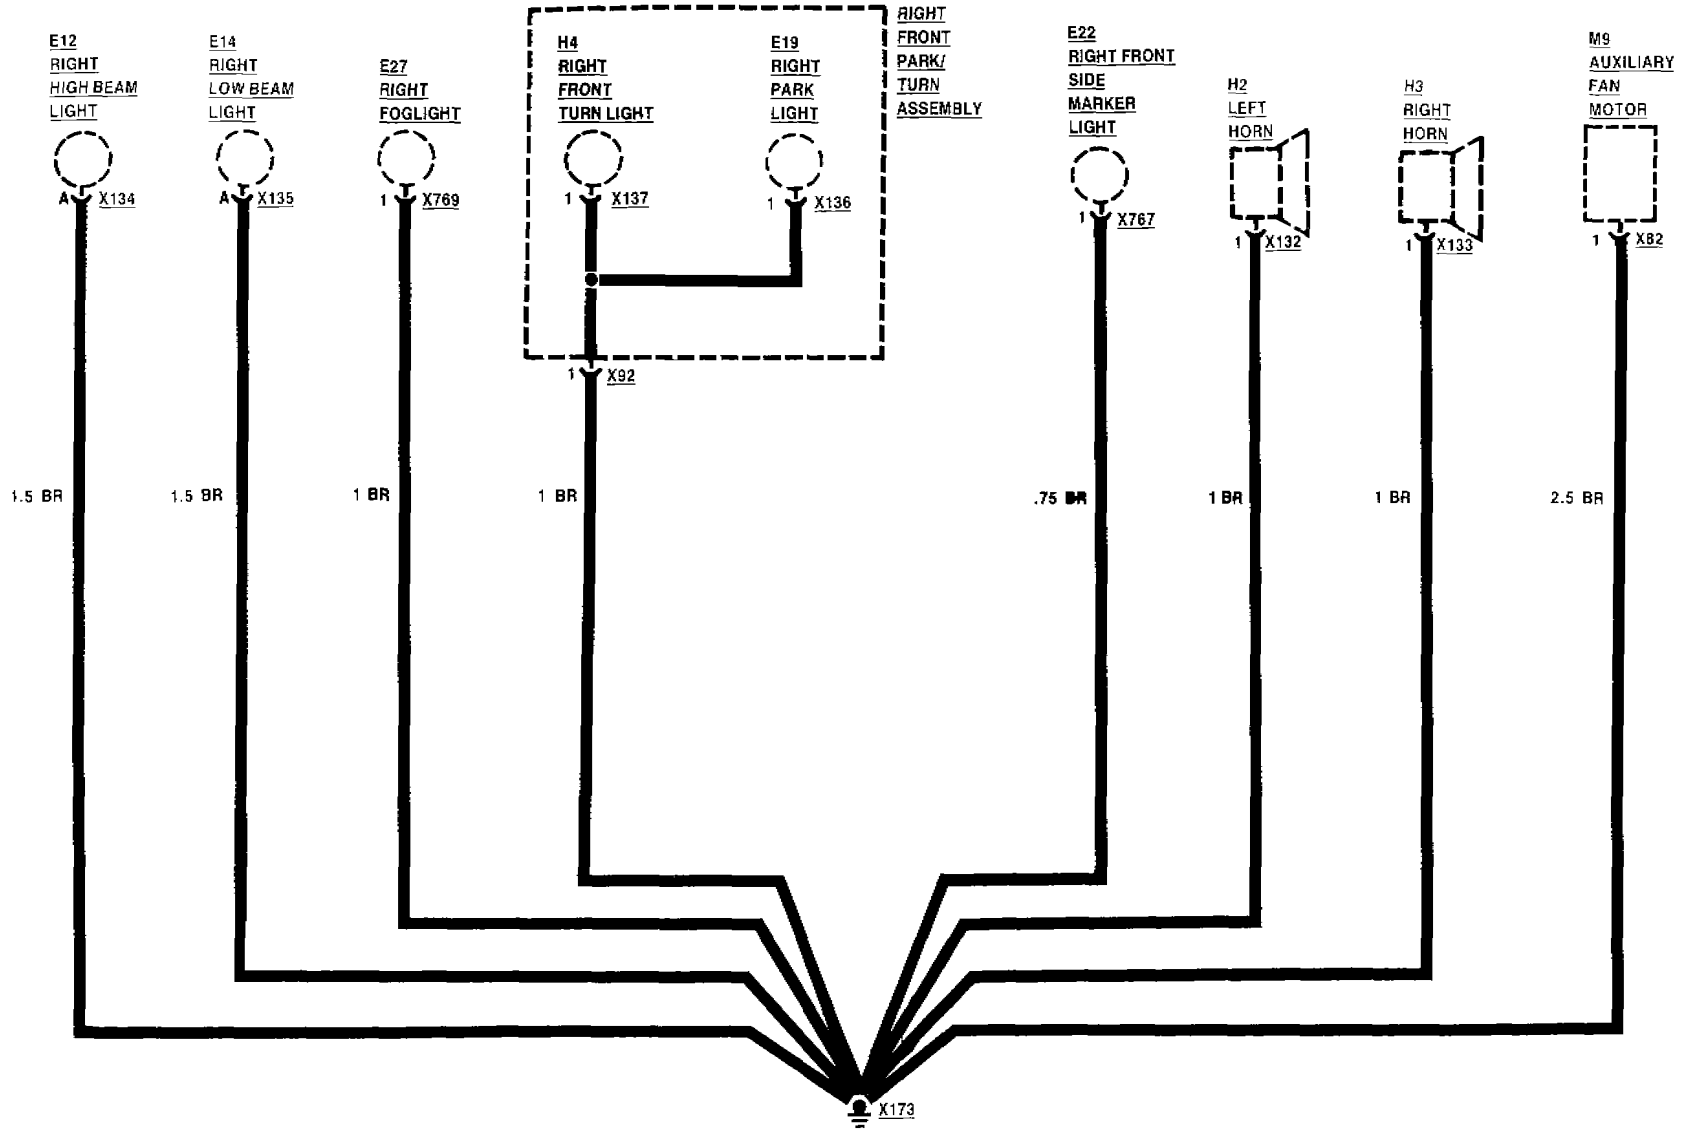 E12
RIGHT
HIGH BEAM
LIGHT
A
X134
E14
RIGHT
LOW BEAM
LIGHT
A
X135
E27
RIGHT
FOGLIGHT
1
X769
H4
RIGHT
FRONT
TURN LIGHT
1
X137
E19
RIGHT
PARK
LIGHT
1
X136
RIGHT
FRONT
PARK/
TURN
ASSEMBLY
1
X92
E22
RIGHT FRONT
SIDE
MARKER
LIGHT
1
X767
H2
LEFT
HORN
1
X132
H3
RIGHT
HORN
1
X133
M9
AUXILIARY
FAN
MOTOR
1
X82
1.5 BR
1.5 BR
1 BR
1 BR
.75 BR
1 BR
1 BR
2.5 BR
X173